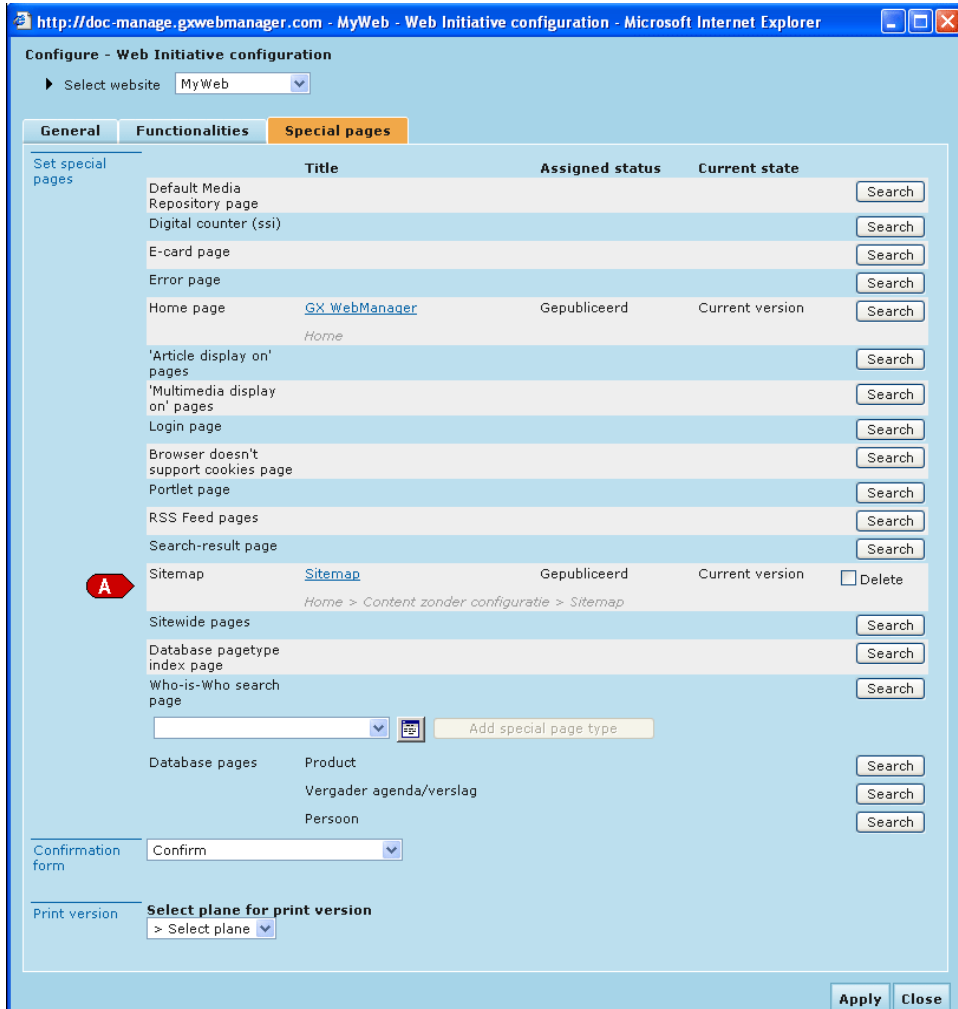 http://doc-manage.gxwebmanager.com - MyWeb - Web Initiative configuration - Microsoft Internet Explorer
Configure - Web Initiative configuration
Select website MyWeb
General Functionalities Special pages
Set special pages
Title Assigned status Current state
Default Media Repository page Search
Digital counter (ssi) Search
E-card page Search
Error page Search
Home page GX WebManager Gepubliceerd Current version Search
Home
'Article display on' pages Search
'Multimedia display on' pages Search
Login page Search
Browser doesn't support cookies page Search
Portlet page Search
RSS Feed pages Search
Search-result page Search
A Sitemap Sitemap Gepubliceerd Current version Delete
Home > Content zonder configuratie > Sitemap
Sitewide pages Search
Database pagetype index page Search
Who-is-Who search page Search
Add special page type
Database pages Product Search
Vergader agenda/verslag Search
Persoon Search
Confirmation form Confirm
Print version Select plane for print version
> Select plane
Apply Close